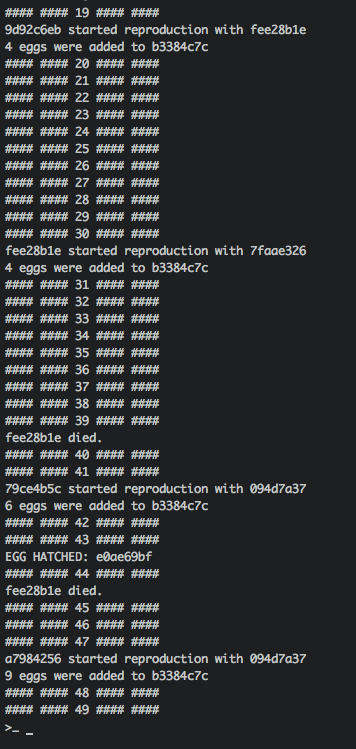 #### #### 19 #### ####
9d92c6eb started reproduction with fee28b1e
4 eggs were added to b3384c7c
#### #### 20 #### ####
#### #### 21 #### ####
#### #### 22 #### ####
#### #### 23 #### ####
#### #### 24 #### ####
#### #### 25 #### ####
#### #### 26 #### ####
#### #### 27 #### ####
#### #### 28 #### ####
#### #### 29 #### ####
#### #### 30 #### ####
fee28b1e started reproduction with 7faae326
4 eggs were added to b3384c7c
#### #### 31 #### ####
#### #### 32 #### ####
#### #### 33 #### ####
#### #### 34 #### ####
#### #### 35 #### ####
#### #### 36 #### ####
#### #### 37 #### ####
#### #### 38 #### ####
#### #### 39 #### ####
fee28b1e died.
#### #### 40 #### ####
#### #### 41 #### ####
79ce4b5c started reproduction with 094d7a37
6 eggs were added to b3384c7c
#### #### 42 #### ####
#### #### 43 #### ####
EGG HATCHED: e0ae69bf
#### #### 44 #### ####
fee28b1e died.
#### #### 45 #### ####
#### #### 46 #### ####
#### #### 47 #### ####
a7984256 started reproduction with 094d7a37
9 eggs were added to b3384c7c
#### #### 48 #### ####
#### #### 49 #### ####
>_ _